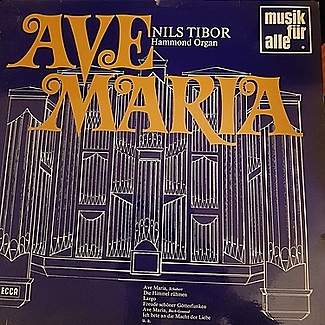 AVE
NILS TIBOR
Hammond Organ
musik
für
alle
MARIA
DECCA
Ave Maria, Schubert
Die Himmel rühmen
Largo
Freude schöner Götterfunken
Ave Maria, Bach-Gounod
Ich bete an die Macht der Liebe
u. a.